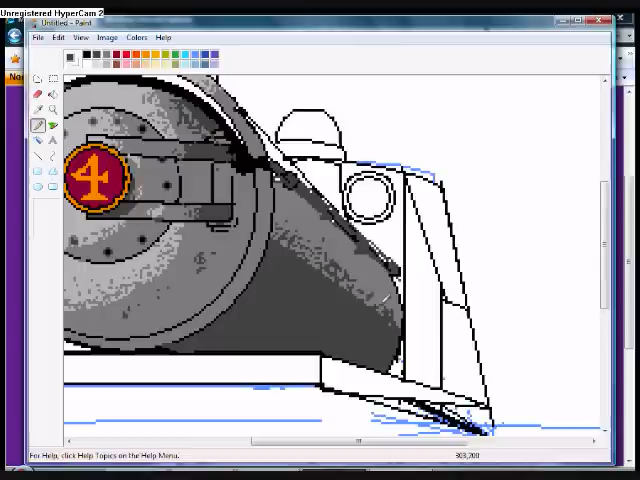 Unregistered HyperCam 2
Untitled - Paint
File Edit View Image Colors Help
4
For Help, click Help Topics on the Help Menu.
303,200